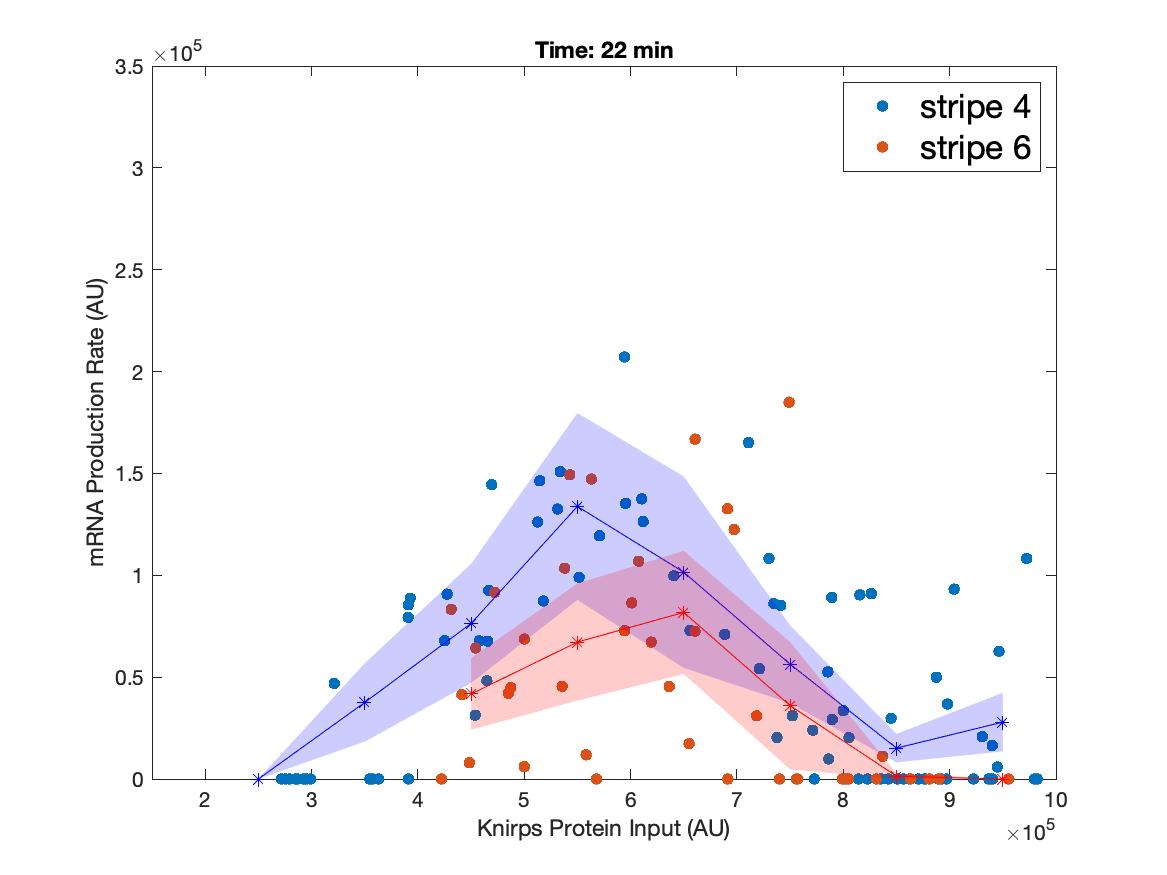 Time: 22 min
×10^5
3.5
3
2.5
2
1.5
1
0.5
0
mRNA Production Rate (AU)
stripe 4
stripe 6
2 3 4 5 6 7 8 9 10
Knirps Protein Input (AU)
×10^5